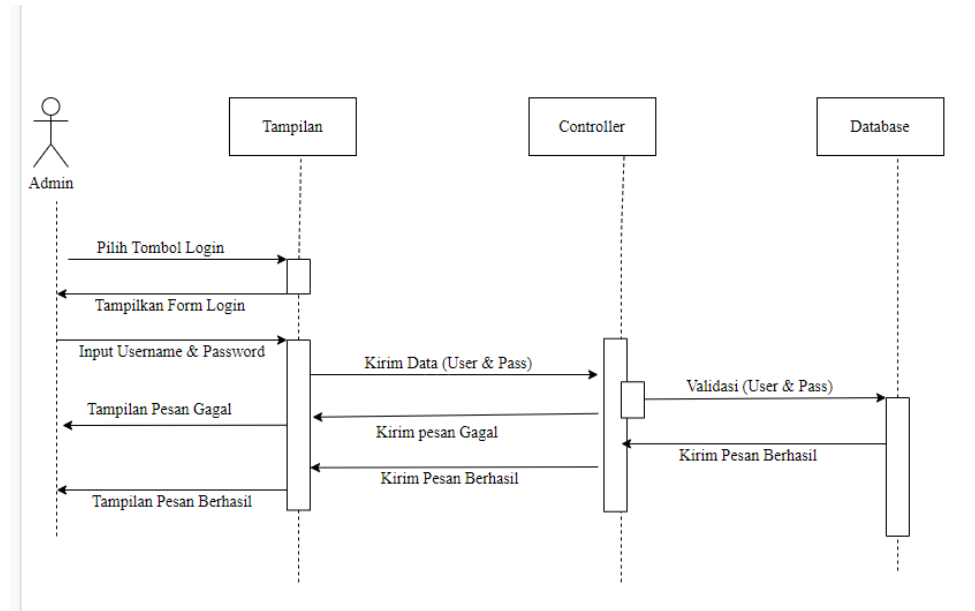 Tampilan
Controller
Database
Admin
Pilih Tombol Login
Tampilkan Form Login
Input Username & Password
Kirim Data (User & Pass)
Validasi (User & Pass)
Tampilan Pesan Gagal
Kirim pesan Gagal
Kirim Pesan Berhasil
Kirim Pesan Berhasil
Tampilan Pesan Berhasil